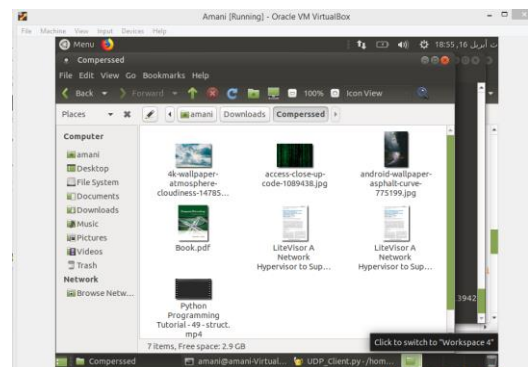 Amani [Running] - Oracle VM VirtualBox
File Machine View Input Devices Help
Menu
ت أبريل 16, 18:55
Comperssed
File Edit View Go Bookmarks Help
Back Forward 100% Icon View
Places
amani Downloads Comperssed
Computer
amani
Desktop
File System
Documents
Downloads
Music
Pictures
Videos
Trash
Network
Browse Netw...
4k-wallpaper-
atmosphere-
cloudiness-14785...
access-close-up-
code-1089438.jpg
android-wallpaper-
asphalt-curve-
775199.jpg
Book.pdf
LiteVisor A
Network
Hypervisor to Sup...
LiteVisor A
Network
Hypervisor to Sup...
Python
Programming
Tutorial - 49 - struct.
mp4
3942
7 items, Free space: 2.9 GB
Click to switch to "Workspace 4"
Comperssed
amani@amani-Virtual...
UDP_Client.py - /hom...